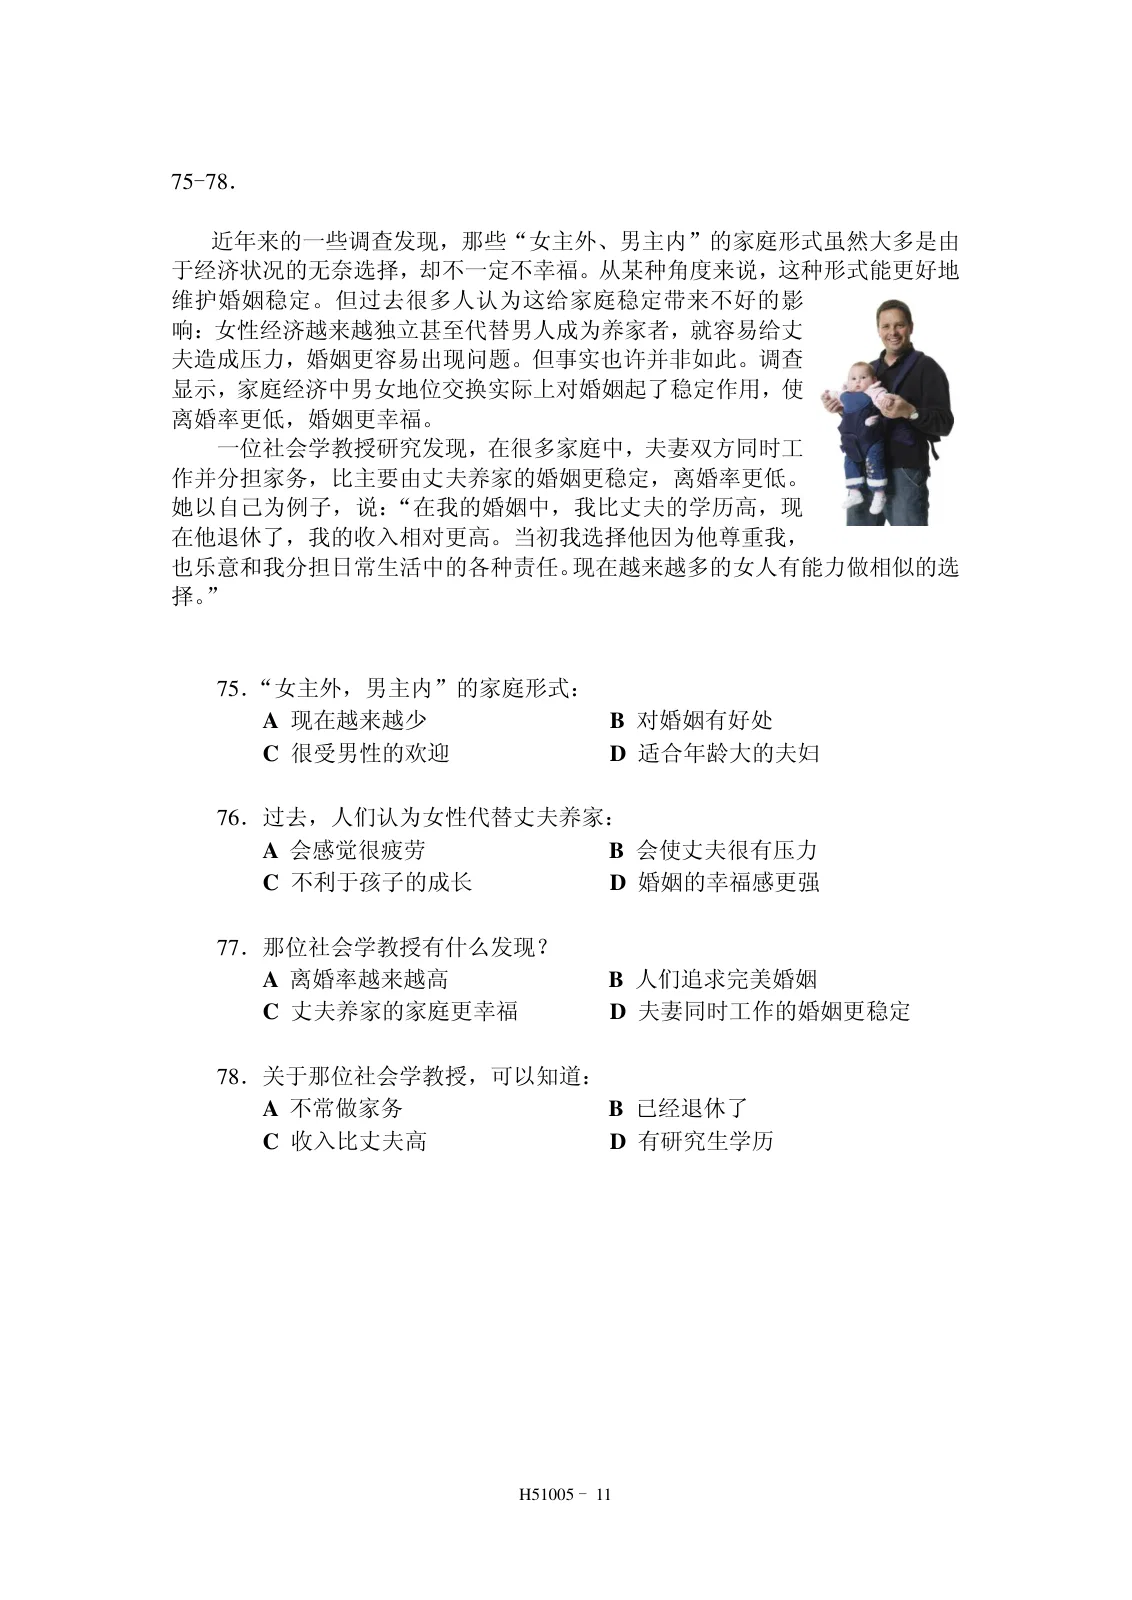 75-78.
近年来的一些调查发现，那些“女主外、男主内”的家庭形式虽然大多是由
于经济状况的无奈选择，却不一定不幸福。从某种角度来说，这种形式能更好地
维护婚姻稳定。但过去很多人认为这给家庭稳定带来不好的影
响：女性经济越来越独立甚至代替男人成为养家者，就容易给丈
夫造成压力，婚姻更容易出现问题。但事实也许并非如此。调查
显示，家庭经济中男女地位交换实际上对婚姻起了稳定作用，使
离婚率更低，婚姻更幸福。
一位社会学教授研究发现，在很多家庭中，夫妻双方同时工
作并分担家务，比主要由丈夫养家的婚姻更稳定，离婚率更低。
她以自己为例子，说：“在我的婚姻中，我比丈夫的学历高，现
在他退休了，我的收入相对更高。当初我选择他因为他尊重我，
也乐意和我分担日常生活中的各种责任。现在越来越多的女人有能力做相似的选
择。”
75．“女主外，男主内”的家庭形式：
A 现在越来越少 B 对婚姻有好处
C 很受男性的欢迎 D 适合年龄大的夫妇
76．过去，人们认为女性代替丈夫养家：
A 会感觉很疲劳 B 会使丈夫很有压力
C 不利于孩子的成长 D 婚姻的幸福感更强
77．那位社会学教授有什么发现？
A 离婚率越来越高 B 人们追求完美婚姻
C 丈夫养家的家庭更幸福 D 夫妻同时工作的婚姻更稳定
78．关于那位社会学教授，可以知道：
A 不常做家务 B 已经退休了
C 收入比丈夫高 D 有研究生学历
H51005 - 11